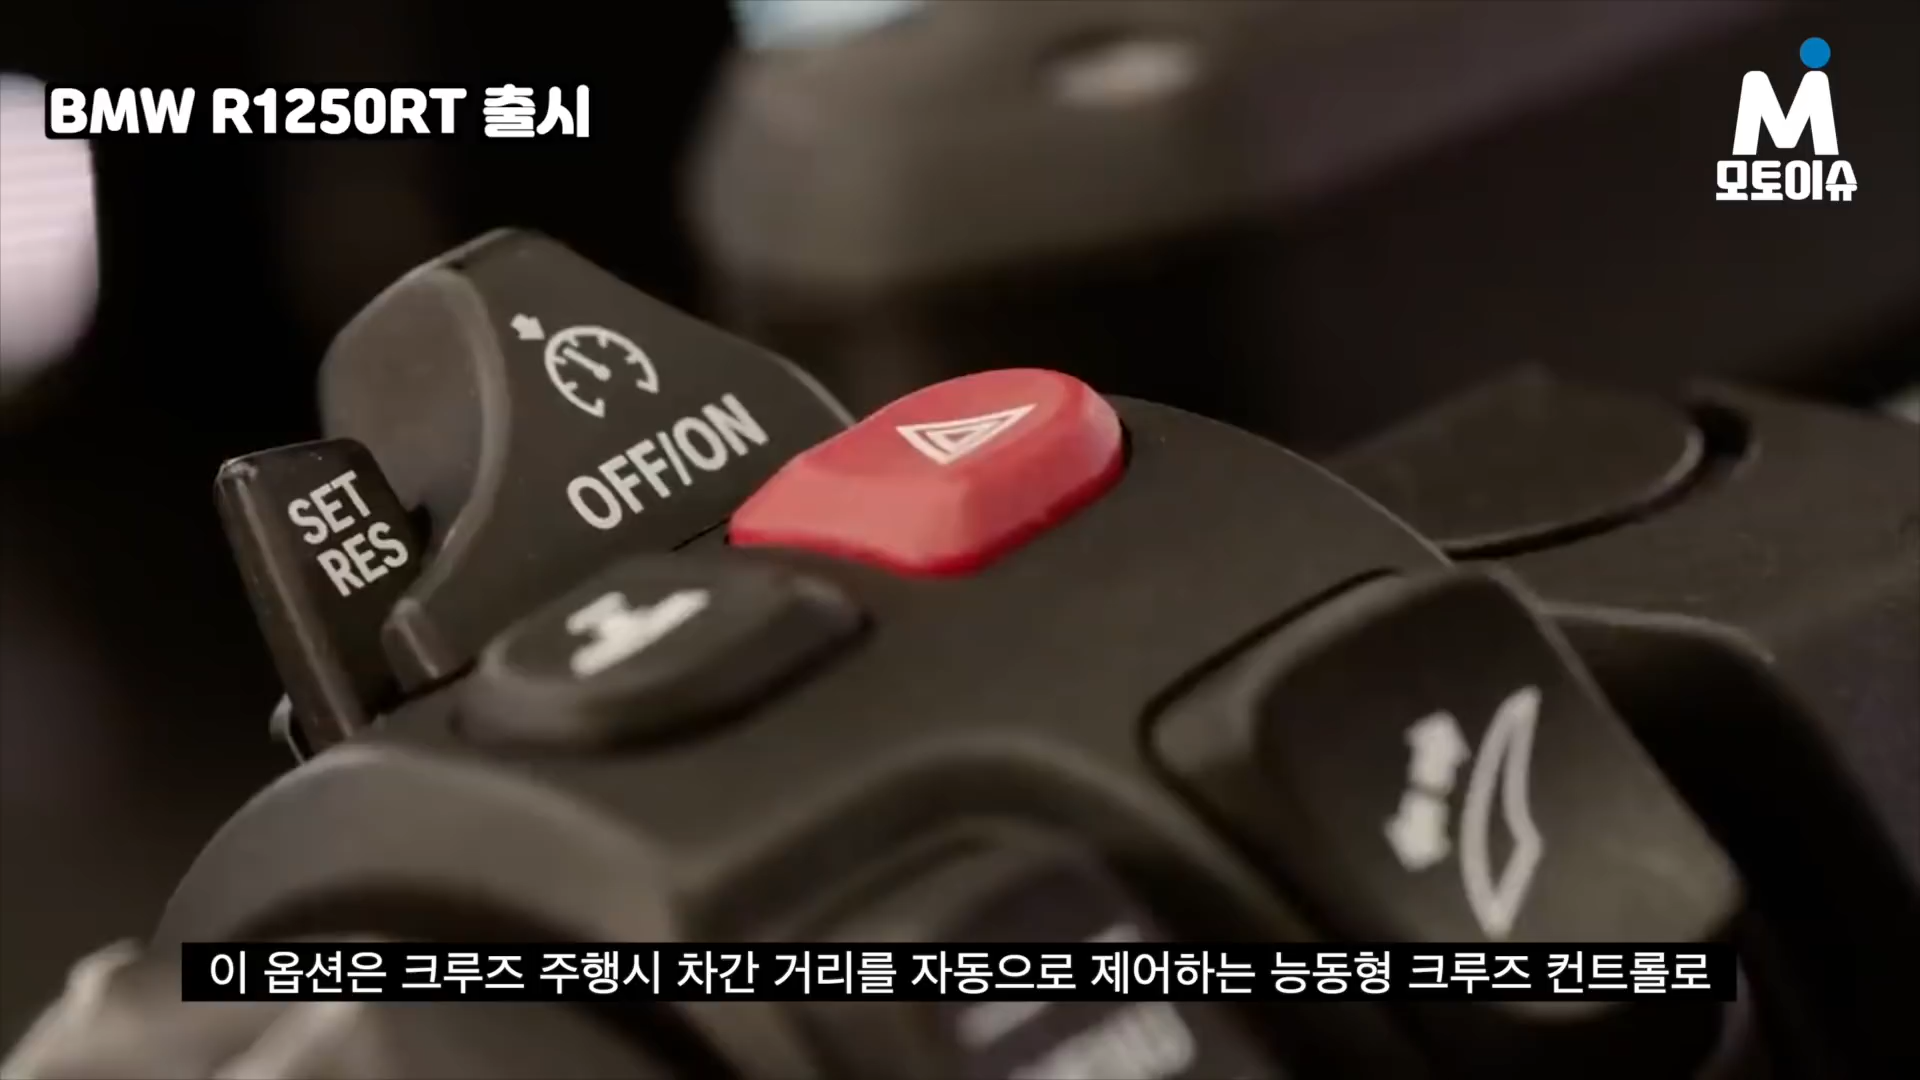 BMW R1250RT 출시
모토이슈
OFF/ON
SET
RES
이 옵션은 크루즈 주행시 차간 거리를 자동으로 제어하는 능동형 크루즈 컨트롤로